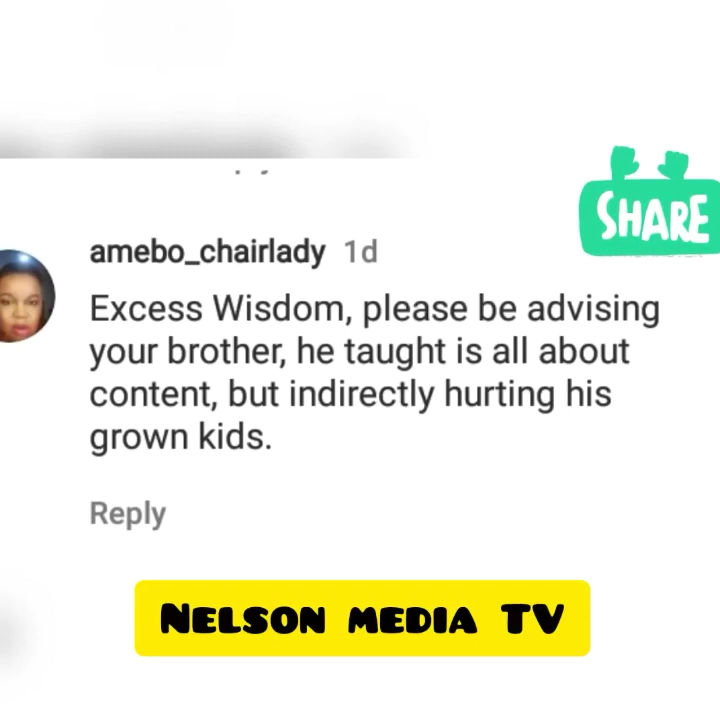 SHARE
amebo_chairlady 1d
Excess Wisdom, please be advising
your brother, he taught is all about
content, but indirectly hurting his
grown kids.
Reply
NELSON MEDIA TV